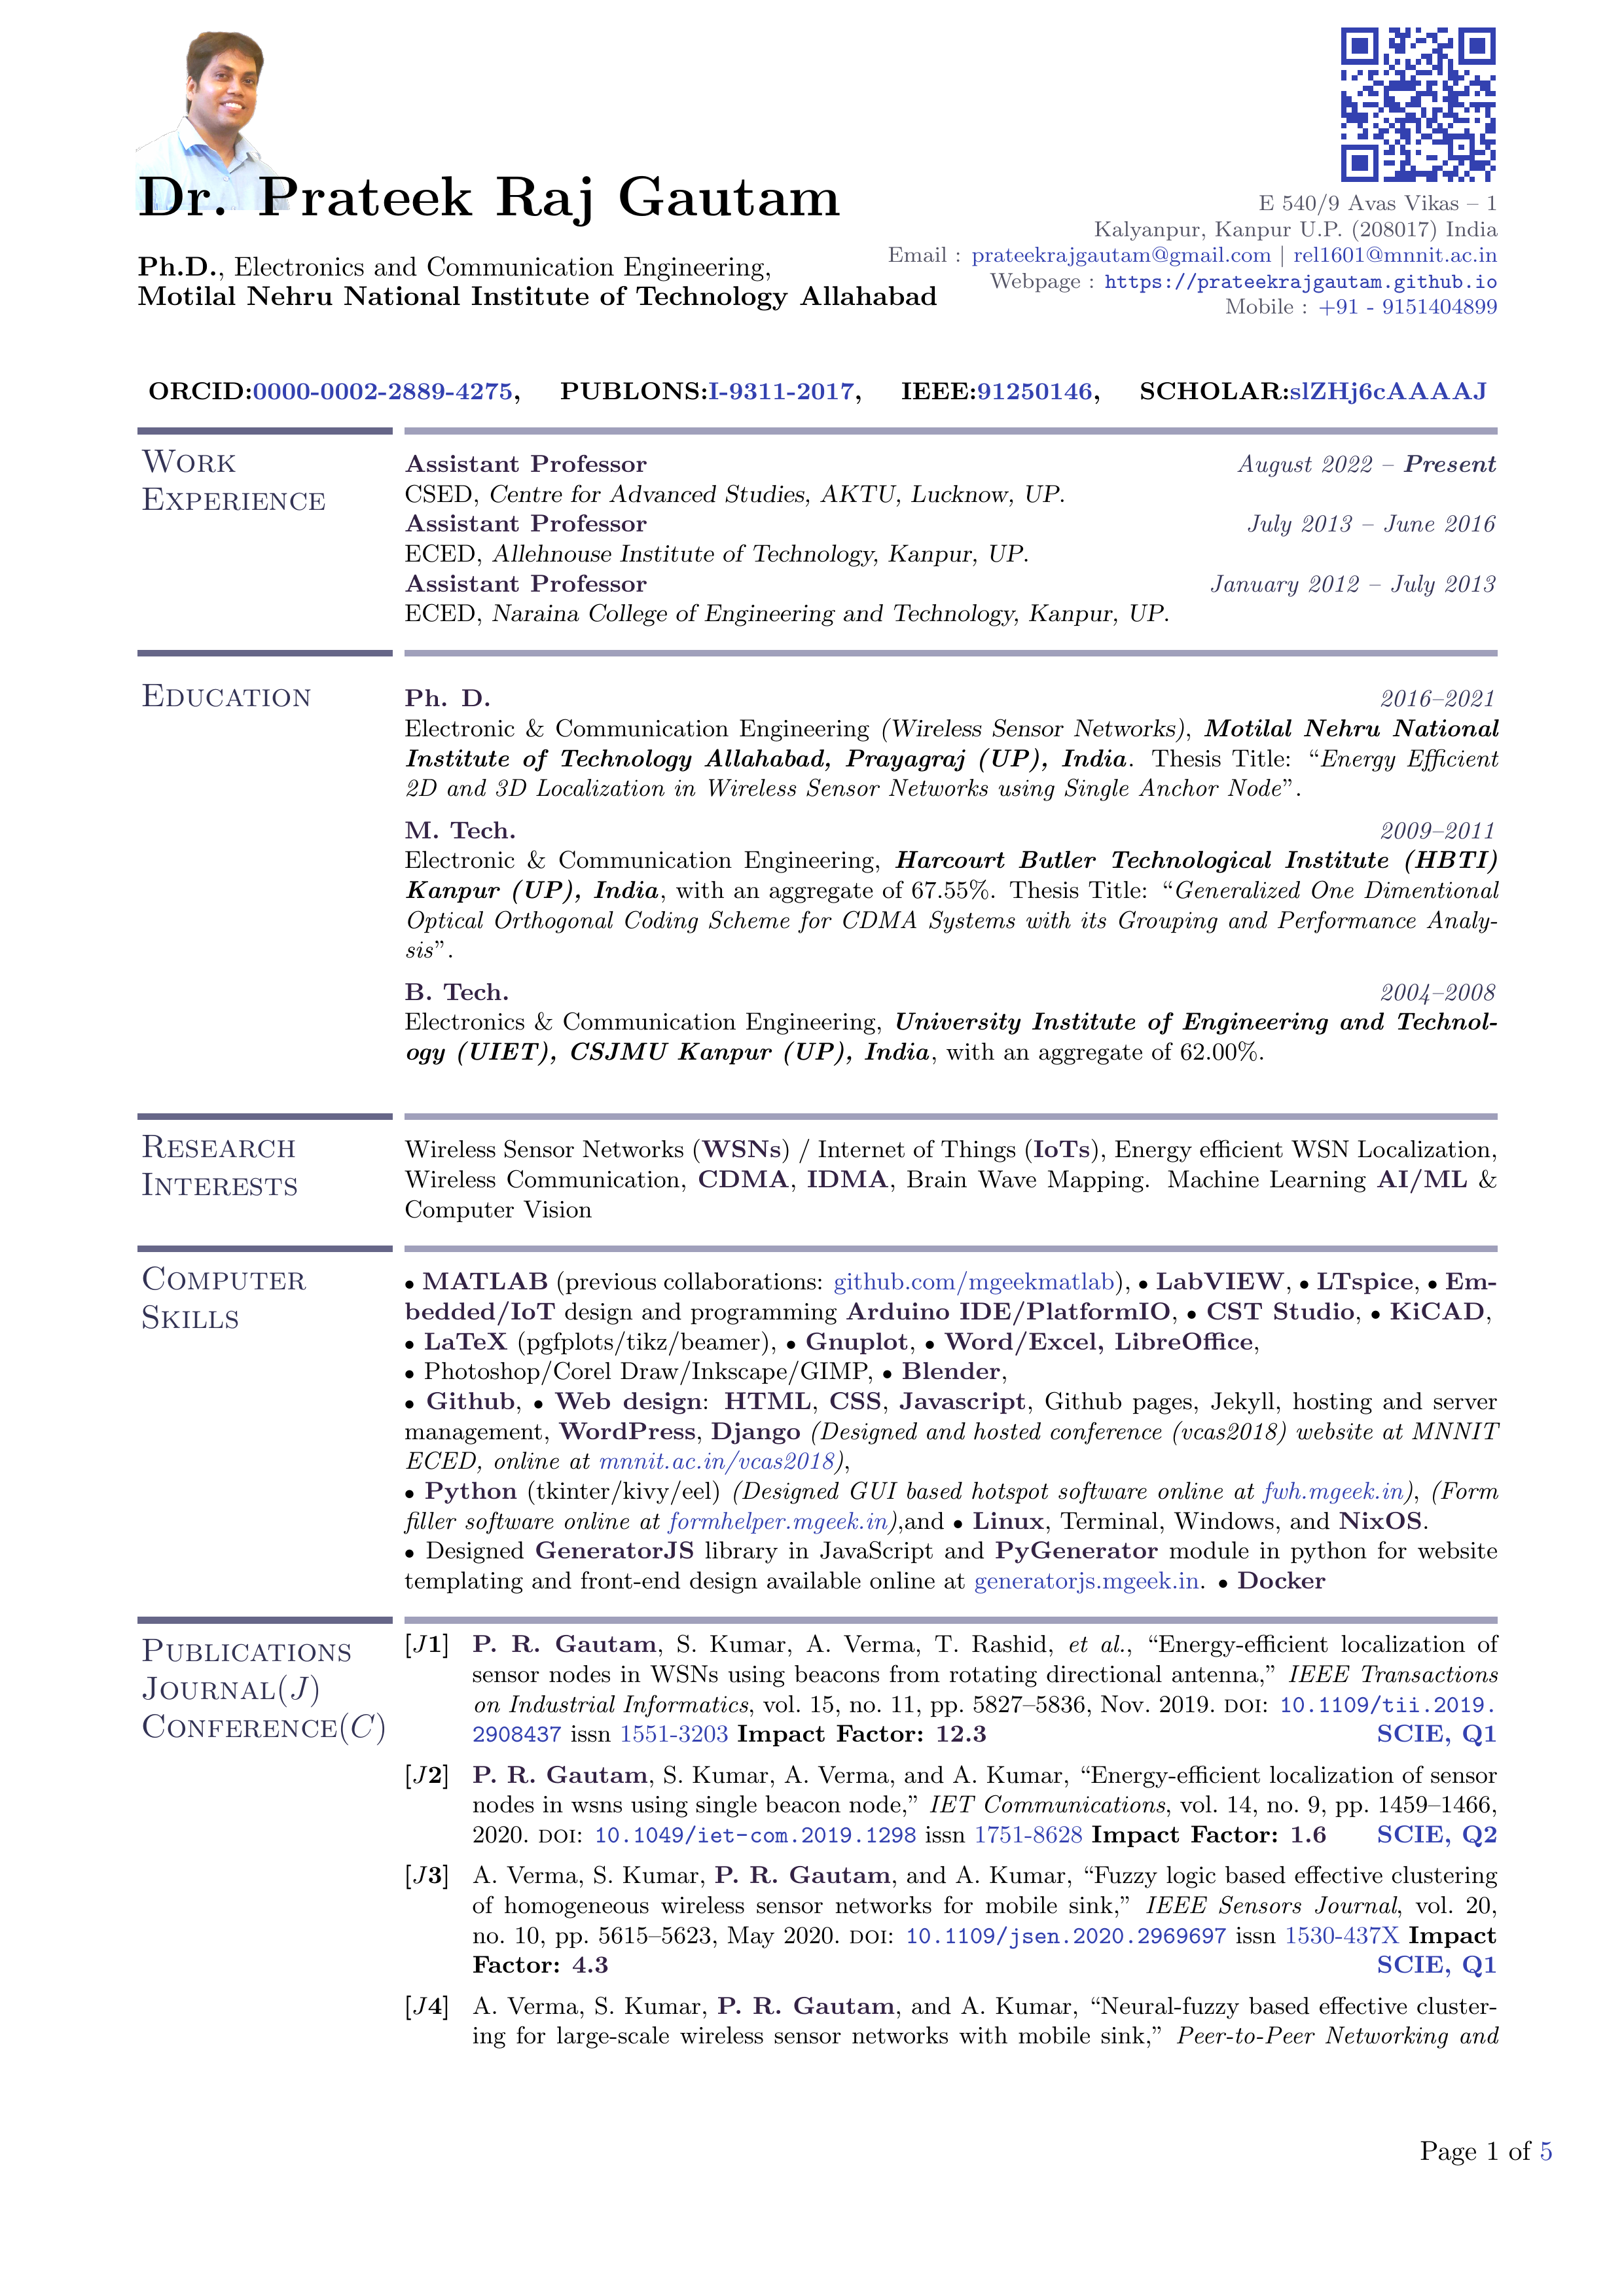 Dr. Prateek Raj Gautam
Ph.D., Electronics and Communication Engineering,
Motilal Nehru National Institute of Technology Allahabad
E 540/9 Avas Vikas – 1
Kalyanpur, Kanpur U.P. (208017) India
Email : prateekrajgautam@gmail.com | rel1601@mnnit.ac.in
Webpage : https://prateekrajgautam.github.io
Mobile : +91 - 9151404899
ORCID:0000-0002-2889-4275, PUBLONS:I-9311-2017, IEEE:91250146, SCHOLAR:slZHj6cAAAAJ
Work
Experience
Assistant Professor August 2022 – Present
CSED, Centre for Advanced Studies, AKTU, Lucknow, UP.
Assistant Professor July 2013 – June 2016
ECED, Allehnouse Institute of Technology, Kanpur, UP.
Assistant Professor January 2012 – July 2013
ECED, Naraina College of Engineering and Technology, Kanpur, UP.
Education
Ph. D. 2016–2021
Electronic & Communication Engineering (Wireless Sensor Networks), Motilal Nehru National
Institute of Technology Allahabad, Prayagraj (UP), India. Thesis Title: “Energy Efficient
2D and 3D Localization in Wireless Sensor Networks using Single Anchor Node”.
M. Tech. 2009–2011
Electronic & Communication Engineering, Harcourt Butler Technological Institute (HBTI)
Kanpur (UP), India, with an aggregate of 67.55%. Thesis Title: “Generalized One Dimentional
Optical Orthogonal Coding Scheme for CDMA Systems with its Grouping and Performance Analy-
sis”.
B. Tech. 2004–2008
Electronics & Communication Engineering, University Institute of Engineering and Technol-
ogy (UIET), CSJMU Kanpur (UP), India, with an aggregate of 62.00%.
Research
Interests
Wireless Sensor Networks (WSNs) / Internet of Things (IoTs), Energy efficient WSN Localization,
Wireless Communication, CDMA, IDMA, Brain Wave Mapping. Machine Learning AI/ML &
Computer Vision
Computer
Skills
• MATLAB (previous collaborations: github.com/mgeekmatlab), • LabVIEW, • LTspice, • Em-
bedded/IoT design and programming Arduino IDE/PlatformIO, • CST Studio, • KiCAD,
• LaTeX (pgfplots/tikz/beamer), • Gnuplot, • Word/Excel, LibreOffice,
• Photoshop/Corel Draw/Inkscape/GIMP, • Blender,
• Github, • Web design: HTML, CSS, Javascript, Github pages, Jekyll, hosting and server
management, WordPress, Django (Designed and hosted conference (vcas2018) website at MNNIT
ECED, online at mnnit.ac.in/vcas2018),
• Python (tkinter/kivy/eel) (Designed GUI based hotspot software online at fwh.mgeek.in), (Form
filler software online at formhelper.mgeek.in),and • Linux, Terminal, Windows, and NixOS.
• Designed GeneratorJS library in JavaScript and PyGenerator module in python for website
templating and front-end design available online at generatorjs.mgeek.in. • Docker
Publications
Journal(J)
Conference(C)
[J1] P. R. Gautam, S. Kumar, A. Verma, T. Rashid, et al., “Energy-efficient localization of
sensor nodes in WSNs using beacons from rotating directional antenna,” IEEE Transactions
on Industrial Informatics, vol. 15, no. 11, pp. 5827–5836, Nov. 2019. doi: 10.1109/tii.2019.
2908437 issn 1551-3203 Impact Factor: 12.3 SCIE, Q1
[J2] P. R. Gautam, S. Kumar, A. Verma, and A. Kumar, “Energy-efficient localization of sensor
nodes in wsns using single beacon node,” IET Communications, vol. 14, no. 9, pp. 1459–1466,
2020. doi: 10.1049/iet-com.2019.1298 issn 1751-8628 Impact Factor: 1.6 SCIE, Q2
[J3] A. Verma, S. Kumar, P. R. Gautam, and A. Kumar, “Fuzzy logic based effective clustering
of homogeneous wireless sensor networks for mobile sink,” IEEE Sensors Journal, vol. 20,
no. 10, pp. 5615–5623, May 2020. doi: 10.1109/jsen.2020.2969697 issn 1530-437X Impact
Factor: 4.3 SCIE, Q1
[J4] A. Verma, S. Kumar, P. R. Gautam, and A. Kumar, “Neural-fuzzy based effective cluster-
ing for large-scale wireless sensor networks with mobile sink,” Peer-to-Peer Networking and
Page 1 of 5